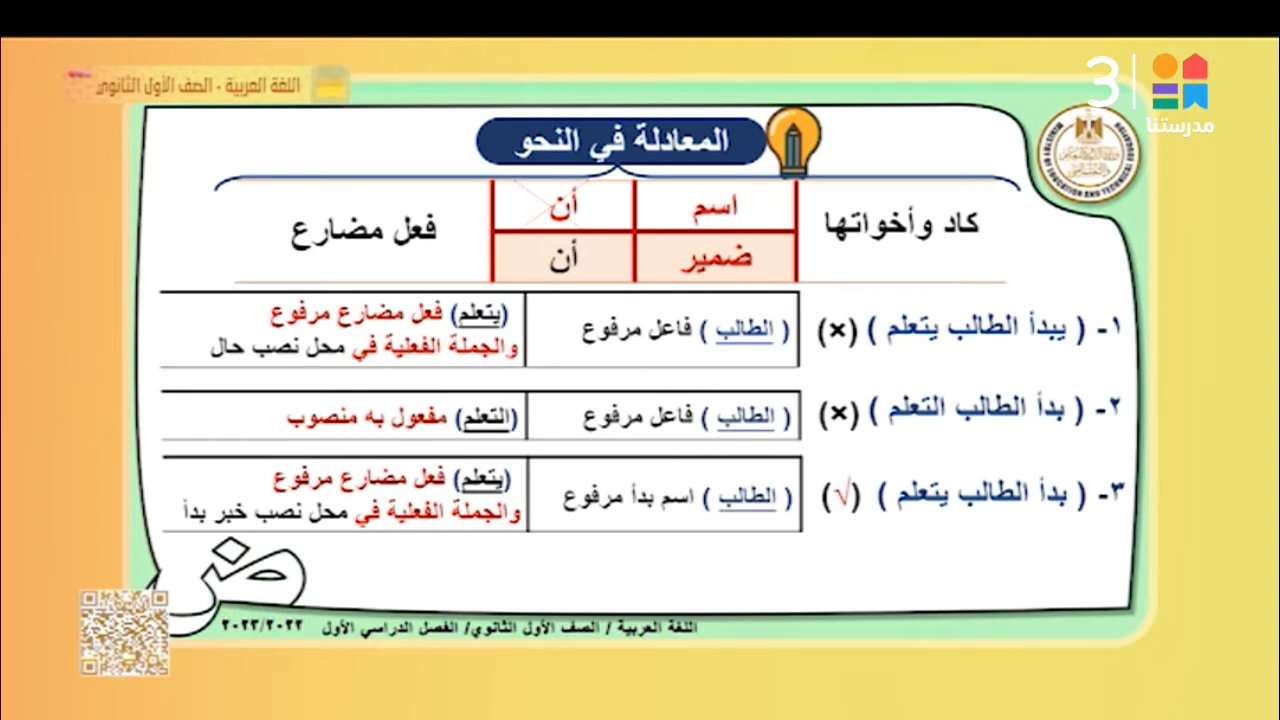 3
مدرستنا
اللغة العربية - الصف الأول الثانوي
المعادلة في النحو
كاد وأخواتها
اسم
أن
فعل مضارع
ضمير
أن
١- ( يبدأ الطالب يتعلم ) (×)
( الطالب ) فاعل مرفوع
(يتعلم) فعل مضارع مرفوع
والجملة الفعلية في محل نصب حال
٢- ( بدأ الطالب التعلم ) (×)
( الطالب ) فاعل مرفوع
(التعلم) مفعول به منصوب
٣- ( بدأ الطالب يتعلم ) (√)
( الطالب ) اسم بدأ مرفوع
(يتعلم) فعل مضارع مرفوع
والجملة الفعلية في محل نصب خبر بدأ
ض
اللغة العربية / الصف الأول الثانوي/ الفصل الدراسي الأول ٢٠٢٣/٢٠٢٢